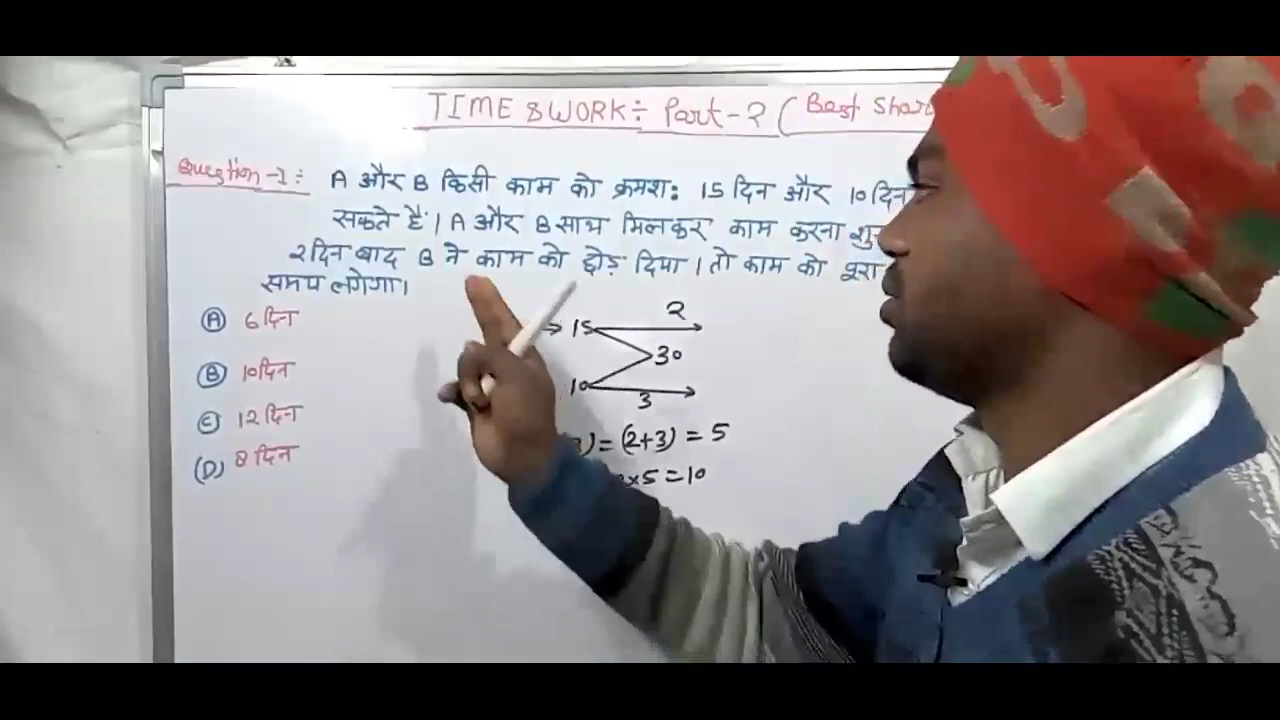 TIME & WORK ÷ Part-2 ( Best Shor
Question-1 :- A और B किसी काम को क्रमश: 15 दिन और 10 दिन
सकते है। A और B साथ मिलकर काम करना शु
2 दिन बाद B ने काम को छोड़ दिया। तो काम को पूरा
समय लगेगा।
(A) 6 दिन
(B) 10 दिन
(C) 12 दिन
(D) 8 दिन
→ 15 2
30
10 3
) = (2+3) = 5
×5 = 10